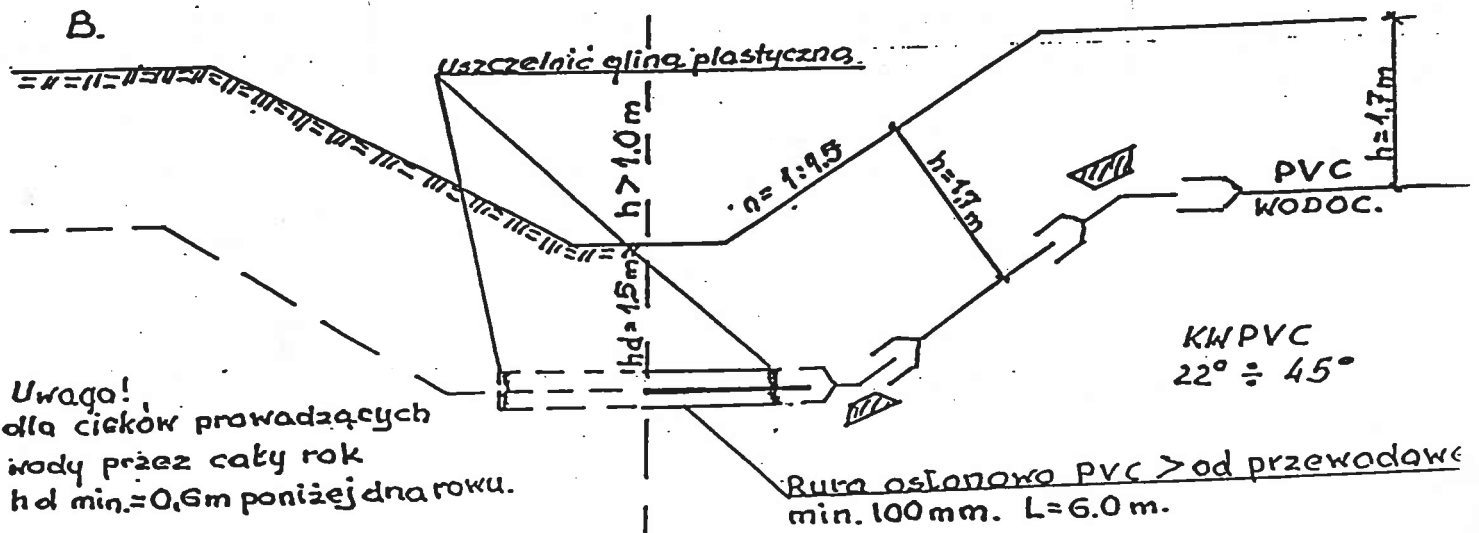 B.
uszczelnić gliną plastyczną.
h > 1.0m
n = 1:1.5
h=1.7m
h=1,7m
PVC
WODOC.
hd=1.5m
KW PVC
22° ÷ 45°
Uwaga!
dla cieków prowadzących
wody przez cały rok
hd min.=0,6m poniżej dna rowu.
Rura osłonowa PVC > od przewodowe
min. 100mm. L=6.0 m.